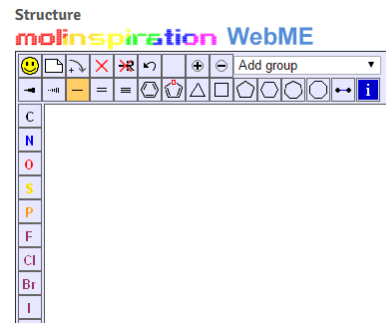 Structure
molinspiration WebME
Add group
i
C
N
O
S
P
F
Cl
Br
I